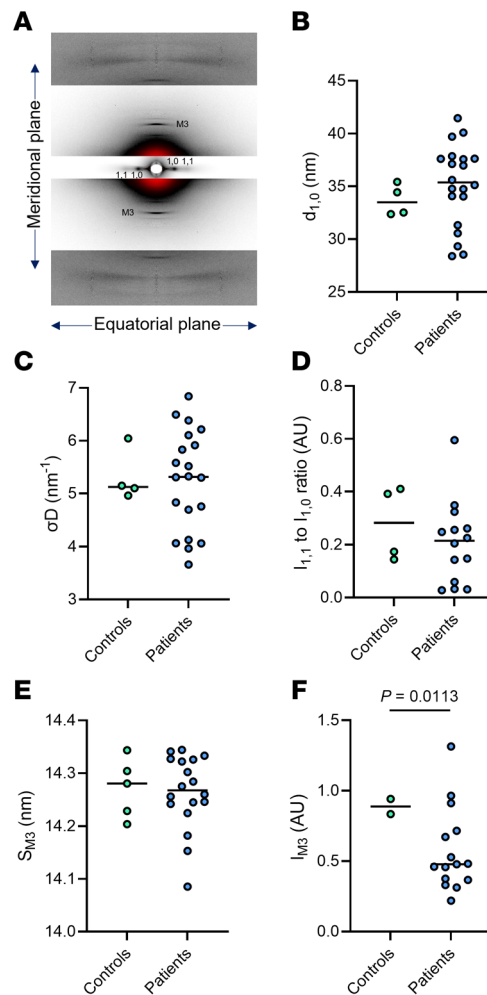 A
Meridional plane
M3
1,0 1,1
1,1 1,0
M3
Equatorial plane
B
d1,0 (nm)
45
40
35
30
25
Controls
Patients
C
σD (nm-1)
7
6
5
4
3
Controls
Patients
D
I1,1 to I1,0 ratio (AU)
0.8
0.6
0.4
0.2
0.0
Controls
Patients
E
SM3 (nm)
14.4
14.3
14.2
14.1
14.0
Controls
Patients
F
P = 0.0113
IM3 (AU)
1.5
1.0
0.5
0.0
Controls
Patients